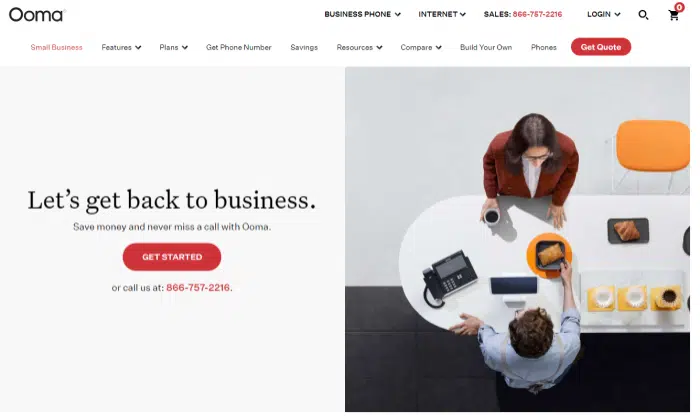 Ooma
BUSINESS PHONE
INTERNET
SALES: 866-757-2216
LOGIN
0
Small Business
Features
Plans
Get Phone Number
Savings
Resources
Compare
Build Your Own
Phones
Get Quote
Let's get back to business.
Save money and never miss a call with Ooma.
GET STARTED
or call us at: 866-757-2216.